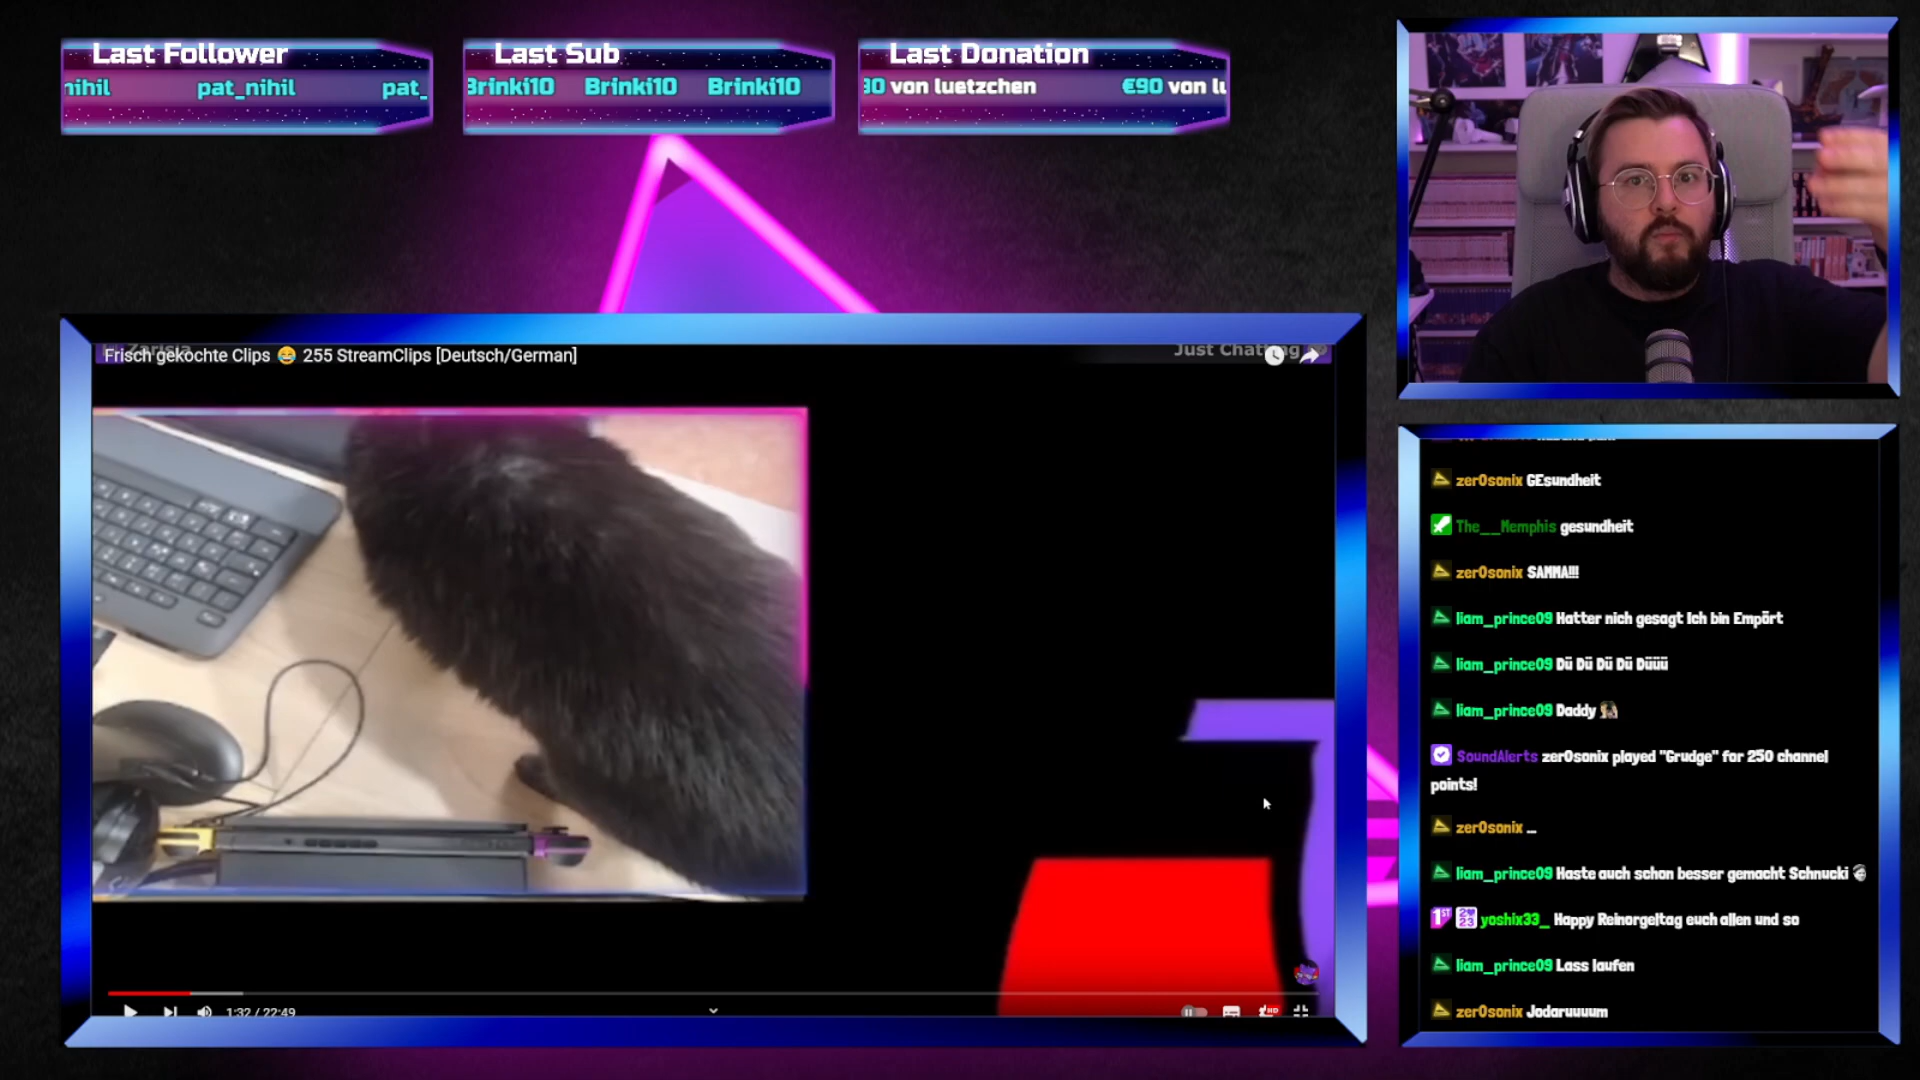 Last Follower
nihil pat_nihil pat_
Last Sub
Brinki10 Brinki10 Brinki10
Last Donation
von luetzchen €90 von lu
Frisch gekochte Clips 😂 255 StreamClips [Deutsch/German]
Just Chatting
1:32 / 22:49
zer0sonix GEsundheit
The__Memphis gesundheit
zer0sonix SAMMA!!!
liam_prince09 Hatter nich gesagt Ich bin Empört
liam_prince09 Dü Dü Dü Dü Düüü
liam_prince09 Daddy
SoundAlerts zer0sonix played "Grudge" for 250 channel
points!
zer0sonix ...
liam_prince09 Haste auch schon besser gemacht Schnucki
1ST 2023 yoshix33_ Happy Reinorgeltag euch allen und so
liam_prince09 Lass laufen
zer0sonix Jodaruuuum